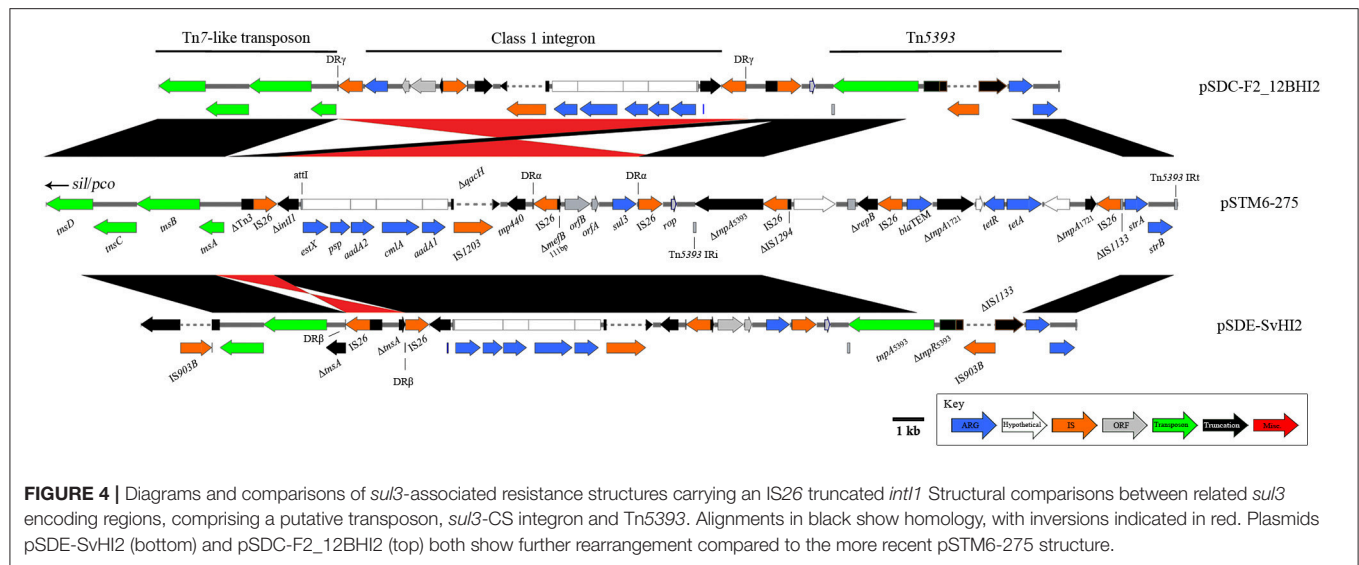 Tn7-like transposon
Class 1 integron
Tn5393
DRγ
DRγ
pSDC-F2_12BHI2
sil/pco
attI
ΔqacH
DRα
DRα
Tn5393 IRt
pSTM6-275
tnsD
tnsC
tnsB
tnsA
ΔTn3
IS26
ΔintI1
estX
psp
aadA2
cmlA
aadA1
IS1203
tnp440
IS26
ΔmefB
111bp
orfB
orfA
sul3
IS26
rop
Tn5393 IRi
ΔtnpA5393
IS26
ΔIS1294
ΔrepB
IS26
blaTEM
ΔtnpA1721
tetR
tetA
ΔtnpA1721
IS26
ΔIS1133
strA
strB
ΔIS1133
pSDE-SvHI2
IS903B
DRβ
ΔtnsA
IS26
ΔtnsA
IS26
DRβ
tnpA5393
ΔtnpR5393
IS903B
1 kb
Key
ARG
Hypothetical
IS
ORF
Transposon
Truncation
Misc
FIGURE 4 | Diagrams and comparisons of sul3-associated resistance structures carrying an IS26 truncated intI1 Structural comparisons between related sul3
encoding regions, comprising a putative transposon, sul3-CS integron and Tn5393. Alignments in black show homology, with inversions indicated in red. Plasmids
pSDE-SvHI2 (bottom) and pSDC-F2_12BHI2 (top) both show further rearrangement compared to the more recent pSTM6-275 structure.